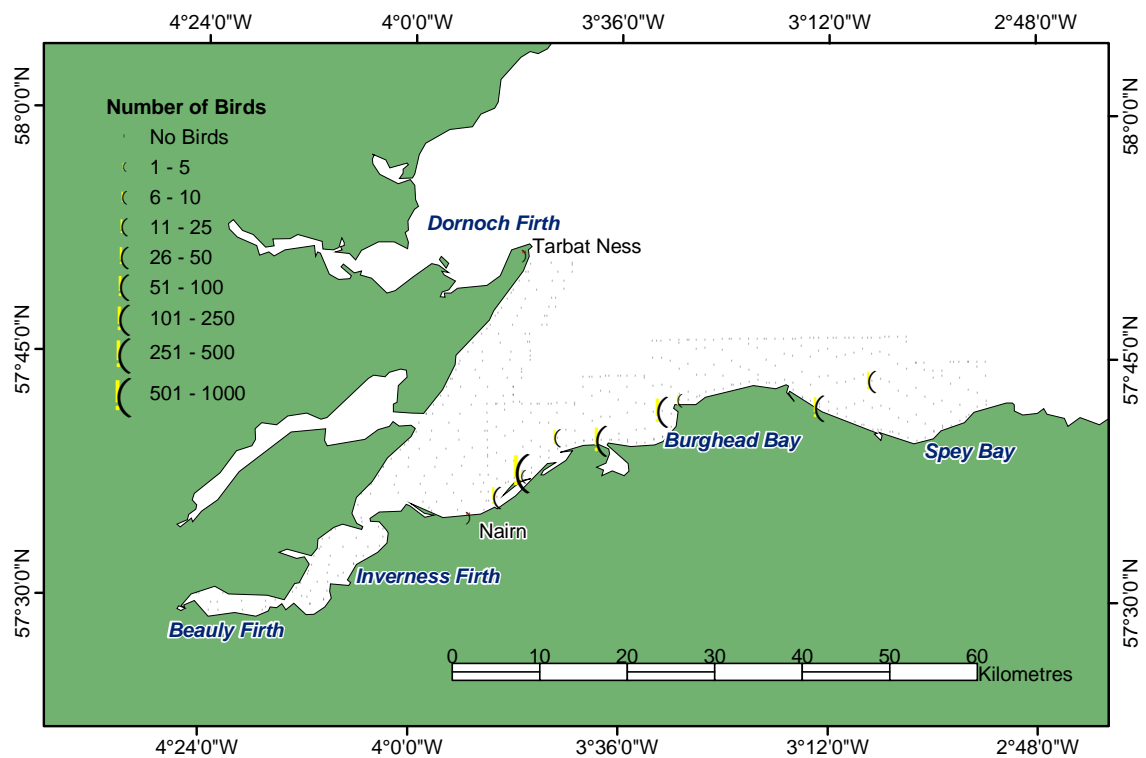 4°24'0"W 4°0'0"W 3°36'0"W 3°12'0"W 2°48'0"W
58°0'0"N
58°0'0"N
Number of Birds
No Birds
1 - 5
6 - 10
11 - 25
26 - 50
51 - 100
101 - 250
251 - 500
501 - 1000
Dornoch Firth
Tarbat Ness
57°45'0"N
57°45'0"N
Burghead Bay
Spey Bay
Nairn
Inverness Firth
57°30'0"N
57°30'0"N
Beauly Firth
0 10 20 30 40 50 60
Kilometres
4°24'0"W 4°0'0"W 3°36'0"W 3°12'0"W 2°48'0"W